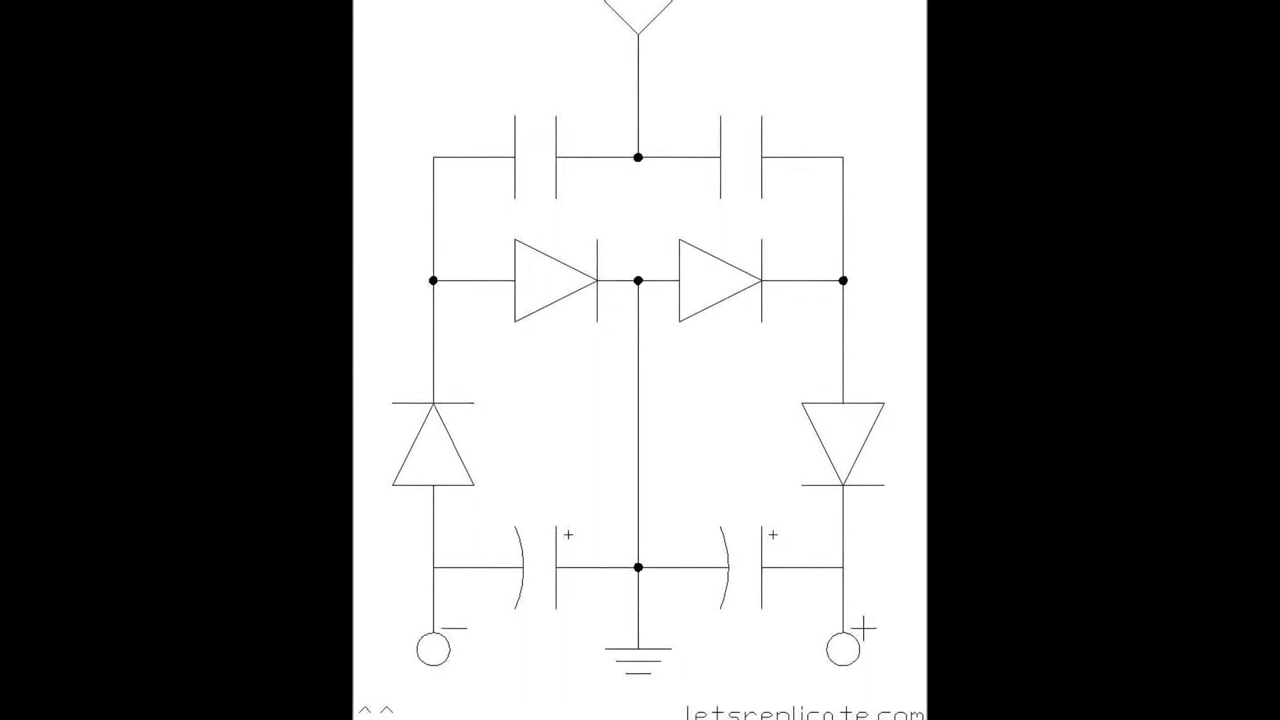 + +
− +
^ ^ letsreplicate.com